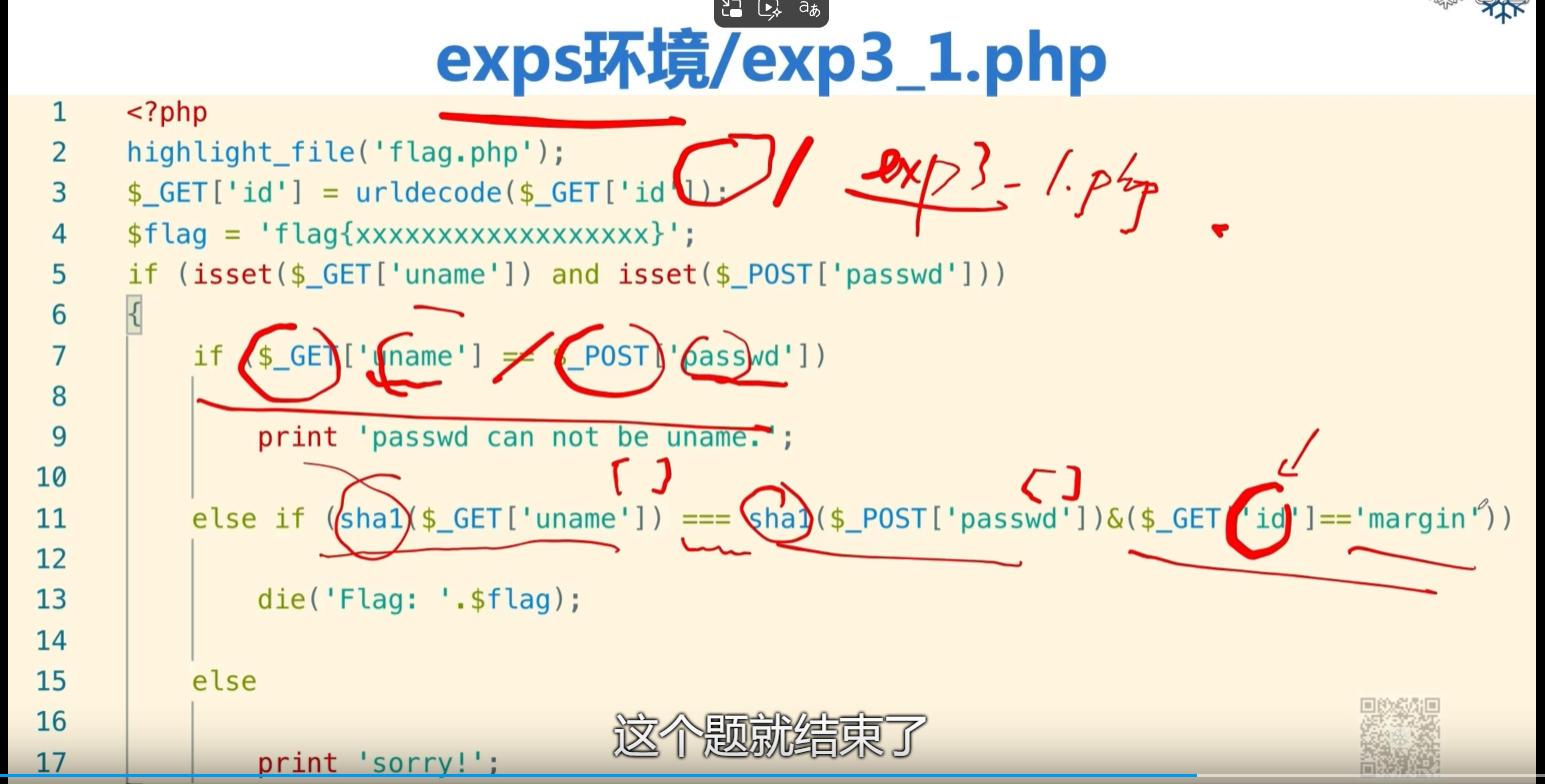 exps环境/exp3_1.php
1 <?php
2 highlight_file('flag.php');
3 $_GET['id'] = urldecode($_GET['id']);
exp3_1.php
4 $flag = 'flag{xxxxxxxxxxxxxxxxxx}';
5 if (isset($_GET['uname']) and isset($_POST['passwd']))
6 {
7 if ($_GET['uname'] == $_POST['passwd'])
8
9 print 'passwd can not be uname.';
10
[ ] [ ]
11 else if (sha1($_GET['uname']) === sha1($_POST['passwd'])&($_GET['id']=='margin'))
12
13 die('Flag: '.$flag);
14
15 else
16
17 print 'sorry!';
这个题就结束了